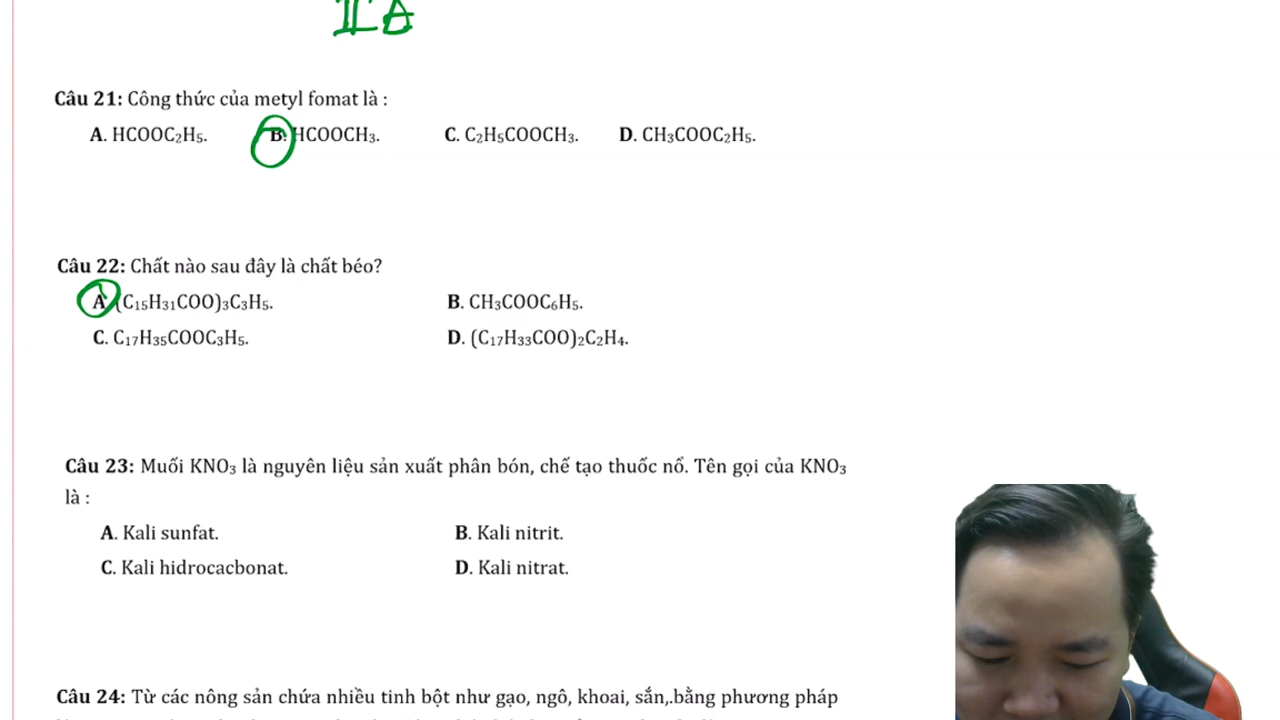 IIA
Câu 21: Công thức của metyl fomat là :
A. HCOOC₂H₅. B. HCOOCH₃. C. C₂H₅COOCH₃. D. CH₃COOC₂H₅.
Câu 22: Chất nào sau đây là chất béo?
A. (C₁₅H₃₁COO)₃C₃H₅. B. CH₃COOC₆H₅.
C. C₁₇H₃₅COOC₃H₅. D. (C₁₇H₃₃COO)₂C₂H₄.
Câu 23: Muối KNO₃ là nguyên liệu sản xuất phân bón, chế tạo thuốc nổ. Tên gọi của KNO₃
là :
A. Kali sunfat. B. Kali nitrit.
C. Kali hidrocacbonat. D. Kali nitrat.
Câu 24: Từ các nông sản chứa nhiều tinh bột như gạo, ngô, khoai, sắn,.bằng phương pháp